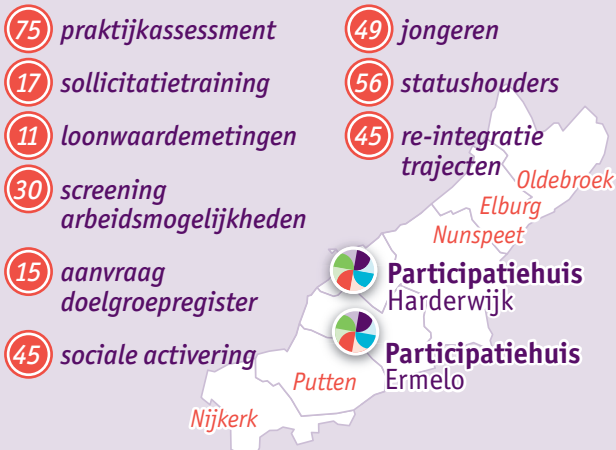 75 praktijkassessment
17 sollicitatietraining
11 loonwaardemetingen
30 screening
arbeidsmogelijkheden
15 aanvraag
doelgroepregister
45 sociale activering
49 jongeren
56 statushouders
45 re-integratie
trajecten
Oldebroek
Elburg
Nunspeet
Participatiehuis
Harderwijk
Participatiehuis
Ermelo
Putten
Nijkerk